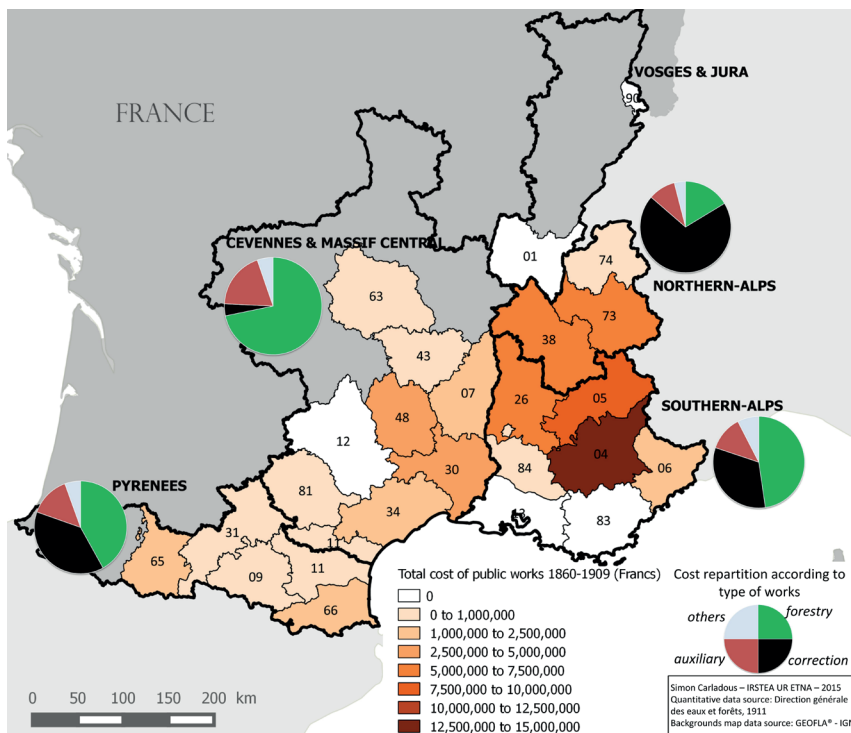 VOSGES & JURA
90
FRANCE
CEVENNES & MASSIF CENTRAL
01
74
NORTHERN-ALPS
63
73
38
43
07
26
05
SOUTHERN-ALPS
48
12
04
30
84
06
PYRENEES
81
34
83
31
11
65
09
11
66
Total cost of public works 1860-1909 (Francs)
0
0 to 1,000,000
1,000,000 to 2,500,000
2,500,000 to 5,000,000
5,000,000 to 7,500,000
7,500,000 to 10,000,000
10,000,000 to 12,500,000
12,500,000 to 15,000,000
Cost repartition according to
type of works
others
forestry
auxiliary
correction
0 50 100 150 200 km
Simon Carladous – IRSTEA UR ETNA – 2015
Quantitative data source: Direction générale
des eaux et forêts, 1911
Backgrounds map data source: GEOFLA® - IGN